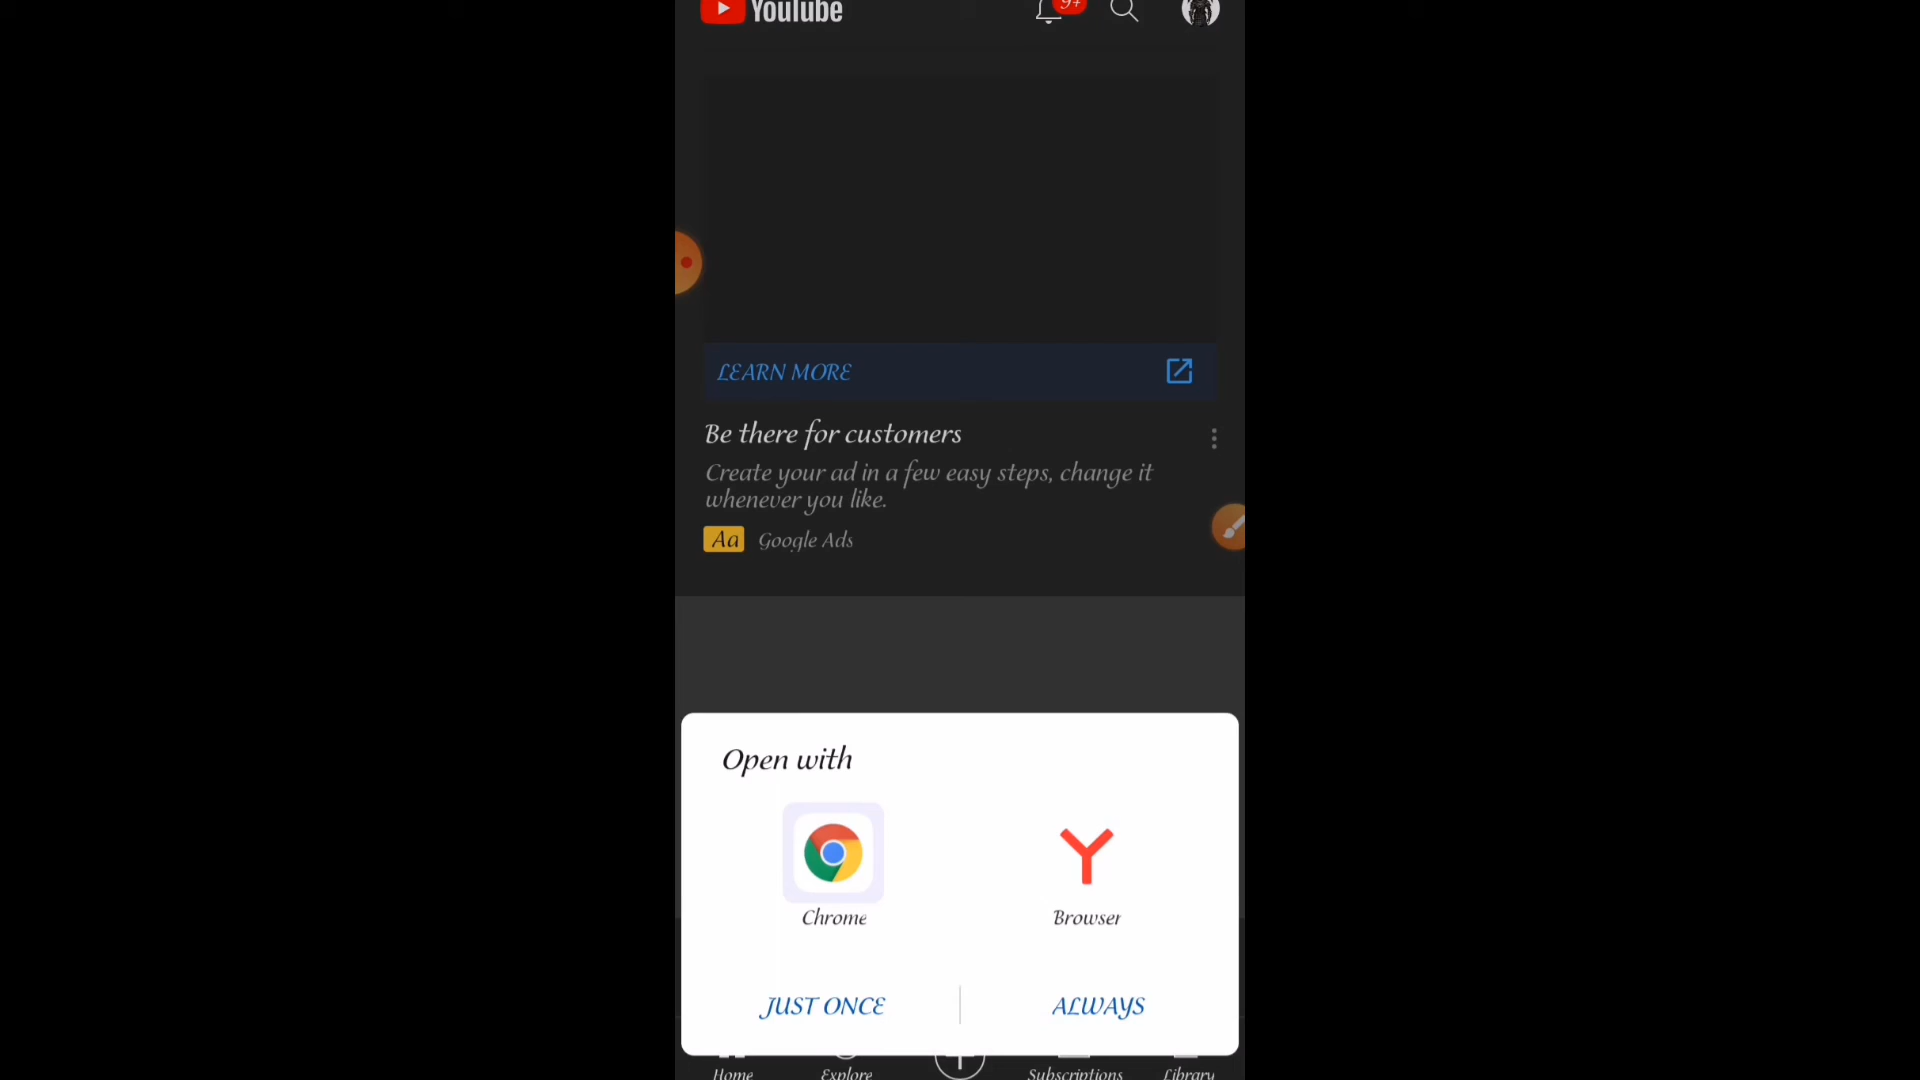 YouTube
9+
LEARN MORE
Be there for customers
Create your ad in a few easy steps, change it
whenever you like.
Aa Google Ads
Open with
Chrome Browser
JUST ONCE ALWAYS
Home Explore Subscriptions Library